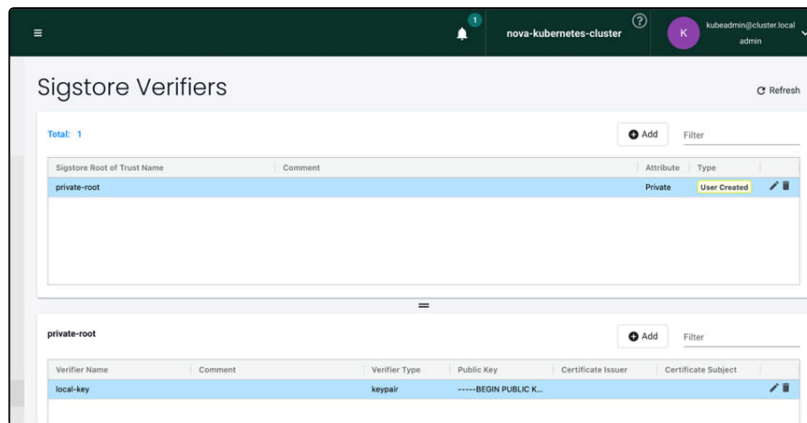 1
nova-kubernetes-cluster
?
K
kubeadmin@cluster.local
admin
Sigstore Verifiers
Refresh
Total: 1
Add
Filter
Sigstore Root of Trust Name Comment Attribute Type
private-root Private User Created
private-root
Add
Filter
Verifier Name Comment Verifier Type Public Key Certificate Issuer Certificate Subject
local-key keypair -----BEGIN PUBLIC K...